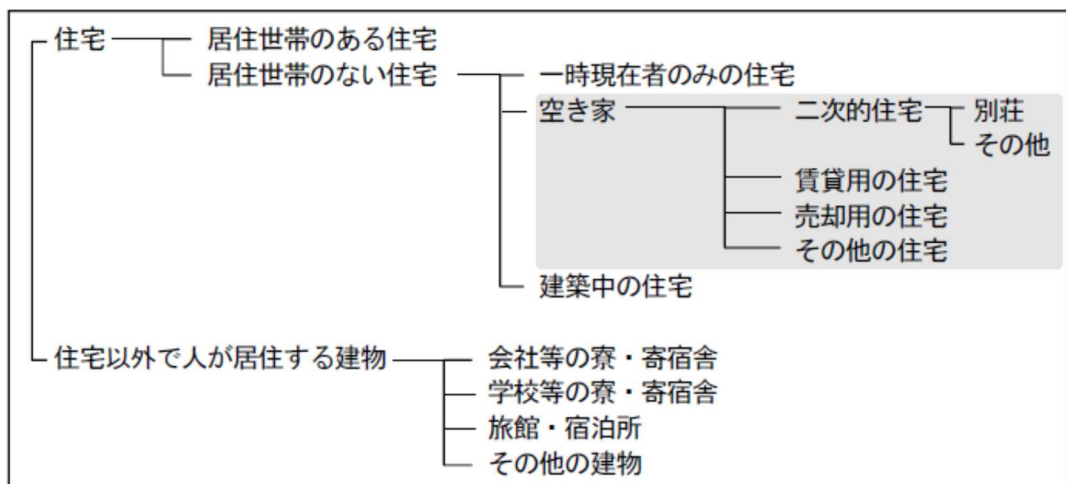 住宅
居住世帯のある住宅
居住世帯のない住宅
一時現在者のみの住宅
空き家
二次的住宅
別荘
その他
賃貸用の住宅
売却用の住宅
その他の住宅
建築中の住宅
住宅以外で人が居住する建物
会社等の寮・寄宿舎
学校等の寮・寄宿舎
旅館・宿泊所
その他の建物